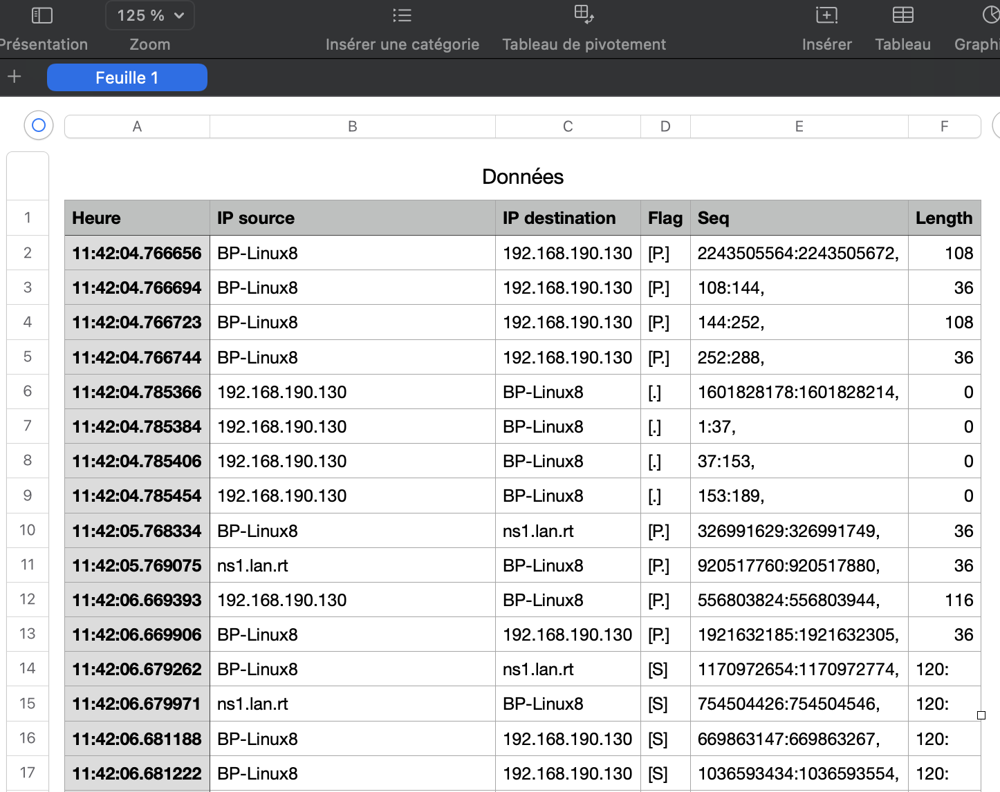 125 %
Présentation Zoom Insérer une catégorie Tableau de pivotement Insérer Tableau
Feuille 1
A B C D E F
Données
1 Heure IP source IP destination Flag Seq Length
2 11:42:04.766656 BP-Linux8 192.168.190.130 [P.] 2243505564:2243505672, 108
3 11:42:04.766694 BP-Linux8 192.168.190.130 [P.] 108:144, 36
4 11:42:04.766723 BP-Linux8 192.168.190.130 [P.] 144:252, 108
5 11:42:04.766744 BP-Linux8 192.168.190.130 [P.] 252:288, 36
6 11:42:04.785366 192.168.190.130 BP-Linux8 [.] 1601828178:1601828214, 0
7 11:42:04.785384 192.168.190.130 BP-Linux8 [.] 1:37, 0
8 11:42:04.785406 192.168.190.130 BP-Linux8 [.] 37:153, 0
9 11:42:04.785454 192.168.190.130 BP-Linux8 [.] 153:189, 0
10 11:42:05.768334 BP-Linux8 ns1.lan.rt [P.] 326991629:326991749, 36
11 11:42:05.769075 ns1.lan.rt BP-Linux8 [P.] 920517760:920517880, 36
12 11:42:06.669393 192.168.190.130 BP-Linux8 [P.] 556803824:556803944, 116
13 11:42:06.669906 BP-Linux8 192.168.190.130 [P.] 1921632185:1921632305, 36
14 11:42:06.679262 BP-Linux8 ns1.lan.rt [S] 1170972654:1170972774, 120:
15 11:42:06.679971 ns1.lan.rt BP-Linux8 [S] 754504426:754504546, 120:
16 11:42:06.681188 BP-Linux8 192.168.190.130 [S] 669863147:669863267, 120:
17 11:42:06.681222 BP-Linux8 192.168.190.130 [S] 1036593434:1036593554, 120: